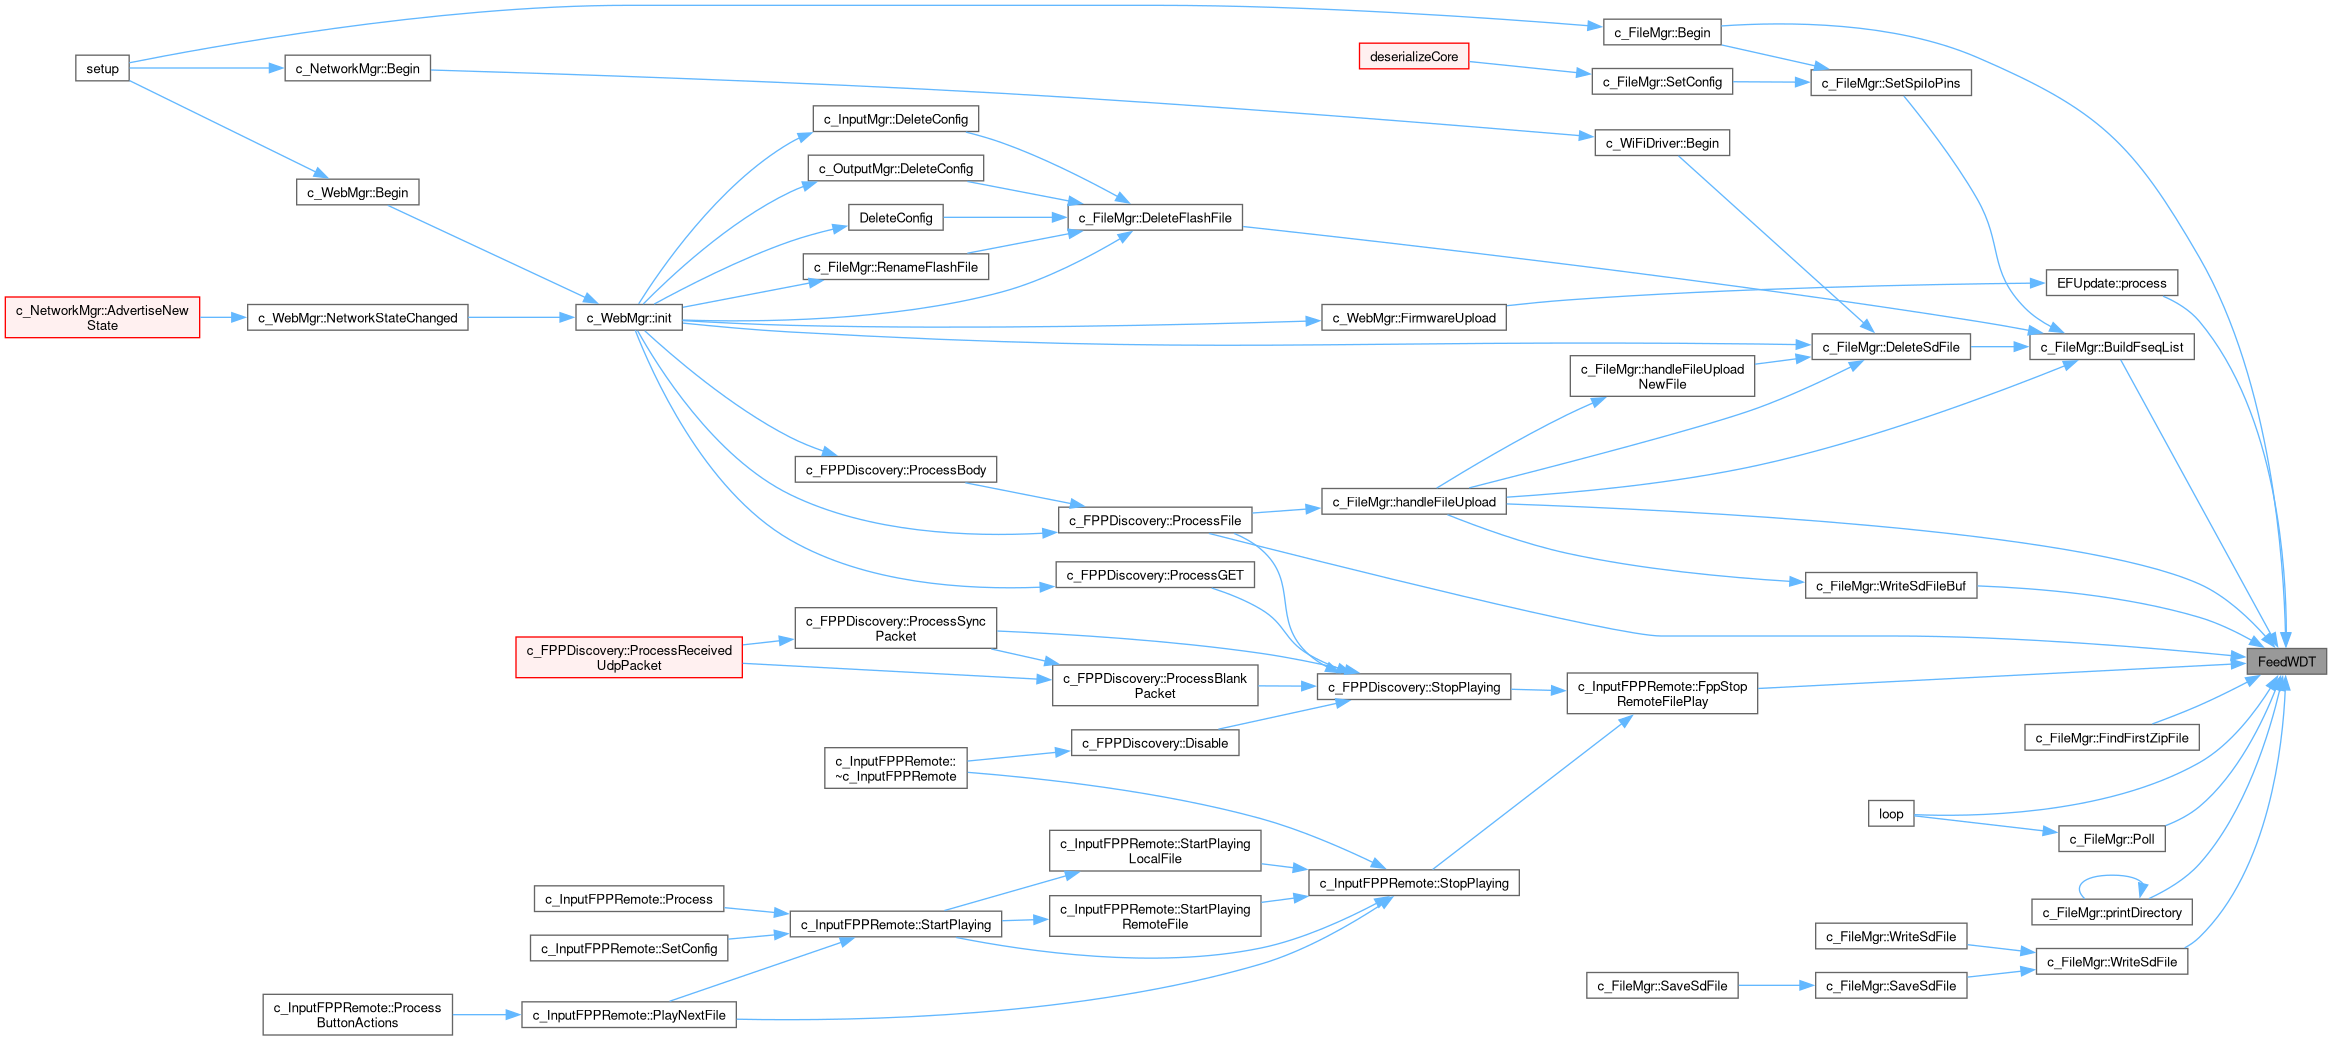 c_FileMgr::Begin
deserializeCore
setup
c_NetworkMgr::Begin
c_FileMgr::SetConfig
c_FileMgr::SetSpiIoPins
c_InputMgr::DeleteConfig
c_WiFiDriver::Begin
c_OutputMgr::DeleteConfig
c_WebMgr::Begin
DeleteConfig
c_FileMgr::DeleteFlashFile
c_FileMgr::RenameFlashFile
EFUpdate::process
c_NetworkMgr::AdvertiseNew
State
c_WebMgr::NetworkStateChanged
c_WebMgr::init
c_WebMgr::FirmwareUpload
c_FileMgr::DeleteSdFile
c_FileMgr::BuildFseqList
c_FileMgr::handleFileUpload
NewFile
c_FPPDiscovery::ProcessBody
c_FileMgr::handleFileUpload
c_FPPDiscovery::ProcessFile
c_FPPDiscovery::ProcessGET
c_FileMgr::WriteSdFileBuf
c_FPPDiscovery::ProcessSync
Packet
c_FPPDiscovery::ProcessReceived
UdpPacket
FeedWDT
c_FPPDiscovery::ProcessBlank
Packet
c_FPPDiscovery::StopPlaying
c_InputFPPRemote::FppStop
RemoteFilePlay
c_FileMgr::FindFirstZipFile
c_FPPDiscovery::Disable
c_InputFPPRemote::
~c_InputFPPRemote
loop
c_FileMgr::Poll
c_InputFPPRemote::StartPlaying
LocalFile
c_InputFPPRemote::StopPlaying
c_InputFPPRemote::Process
c_InputFPPRemote::StartPlaying
RemoteFile
c_FileMgr::printDirectory
c_InputFPPRemote::StartPlaying
c_InputFPPRemote::SetConfig
c_FileMgr::WriteSdFile
c_FileMgr::WriteSdFile
c_FileMgr::SaveSdFile
c_FileMgr::SaveSdFile
c_InputFPPRemote::Process
ButtonActions
c_InputFPPRemote::PlayNextFile